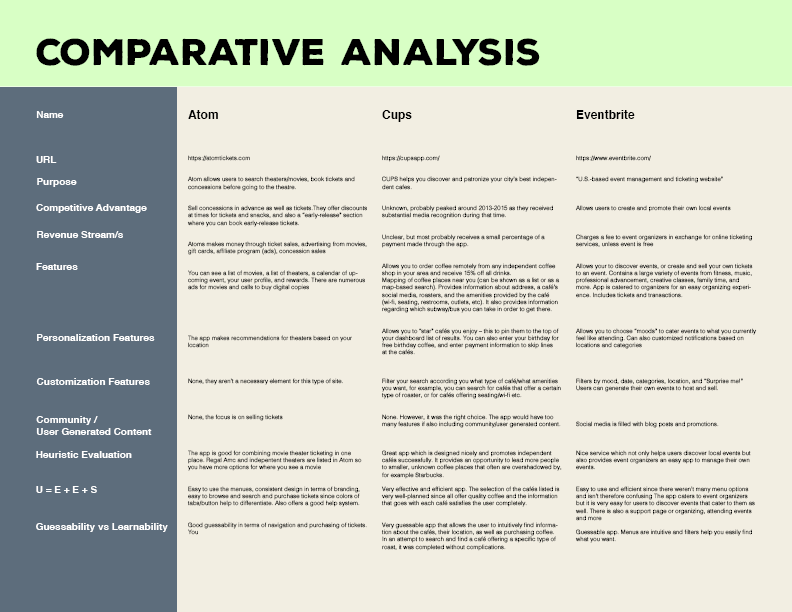 COMPARATIVE ANALYSIS
Name
Atom
Cups
Eventbrite
URL
https://atomtickets.com
https://cupsapp.com/
https://www.eventbrite.com/
Purpose
Atom allows users to search theaters/movies, book tickets and
concessions before going to the theatre.
CUPS helps you discover and patronize your city's best indepen-
dent cafes.
"U.S.-based event management and ticketing website"
Competitive Advantage
Sell concessions in advance as well as tickets.They offer discounts
at times for tickets and snacks, and also a "early-release" section
where you can book early-release tickets.
Unknown, probably peaked around 2013-2015 as they received
substantial media recognition during that time.
Allows users to create and promote their own local events
Revenue Stream/s
Atoms makes money through ticket sales, advertising from movies,
gift cards, affiliate program (ads), concession sales
Unclear, but most probably receives a small percentage of a
payment made through the app.
Charges a fee to event organizers in exchange for online ticketing
services, unless event is free
Features
You can see a list of movies, a list of theaters, a calendar of up-
coming event, your user profile, and rewards. There are numerous
ads for movies and calls to buy digital copies
Allows you to order coffee remotely from any independent coffee
shop in your area and receive 15% off all drinks.
Mapping of coffee places near you (can be shown as a list or as a
map-based search). Provides information about address, a café's
social media, roasters, and the amenities provided by the café
(wi-fi, seating, restrooms, outlets, etc). It also provides information
regarding which subway/bus you can take in order to get there.
Allows your to discover events, or create and sell your own tickets
to an event. Contains a large variety of events from fitness, music,
professional advancement, creative classes, family time, and
more. App is catered to organizers for an easy organizing experi-
ence. Includes tickets and transactions.
Personalization Features
The app makes recommendations for theaters based on your
location
Allows you to "star" cafés you enjoy – this to pin them to the top of
your dashboard list of results. You can also enter your birthday for
free birthday coffee, and enter payment information to skip lines
at the cafés.
Allows you to choose "moods" to cater events to what you currently
feel like attending. Can also customized notifications based on
locations and categories
Customization Features
None, they aren't a necessary element for this type of site.
Filter your search according you what type of café/what amenities
you want, for example, you can search for cafés that offer a certain
type of roaster, or for cafés offering seating/wi-fi etc.
Filters by mood, date, categories, location, and "Surprise me!"
Users can generate their own events to host and sell.
Community /
User Generated Content
None, the focus is on selling tickets
None. However, it was the right choice. The app would have too
many features if also including community/user generated content.
Social media is filled with blog posts and promotions.
Heuristic Evaluation
The app is good for combining movie theater ticketing in one
place. Regal Amc and indepentent theaters are listed in Atom so
you have more options for where you see a movie
Great app which is designed nicely and promotes independent
cafés successfully. It provides an opportunity to lead more people
to smaller, unknown coffee places that often are overshadowed by,
for example Starbucks.
Nice service which not only helps users discover local events but
also provides event organizers an easy app to manage their own
events.
U = E + E + S
Easy to use the menues, consistent design in terms of branding,
easy to browse and search and purchase tickets since colors of
tabs/button help to differentiate. Also offers a good help system.
Very effective and efficient app. The selection of the cafés listed is
very well-planned since all offer quality coffee and the information
that goes with each café satisfies the user completely.
Easy to use and efficient since there weren't many menu options
and isn't therefore confusing The app caters to event organizers
but it is very easy for users to discover events that cater to them as
well. There is also a support page or organizing, attending events
and more
Guessability vs Learnability
Good guessability in terms of navigation and purchasing of tickets.
You
Very guessable app that allows the user to intuitively find informa-
tion about the cafés, their location, as well as purchasing coffee.
In an attempt to search and find a café offering a specific type of
roast, it was completed without complications.
Guessable app: Menus are intuitive and filters help you easily find
what you want.